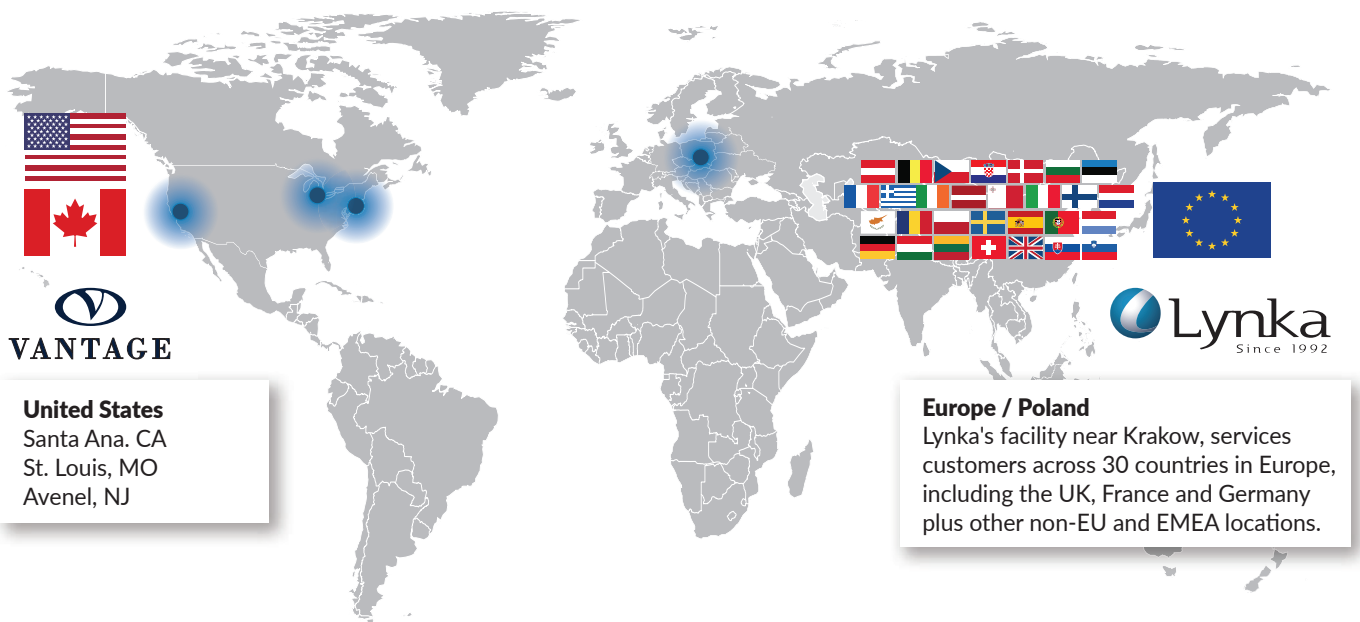 VANTAGE
United States
Santa Ana. CA
St. Louis, MO
Avenel, NJ
Lynka
Since 1992
Europe / Poland
Lynka's facility near Krakow, services
customers across 30 countries in Europe,
including the UK, France and Germany
plus other non-EU and EMEA locations.